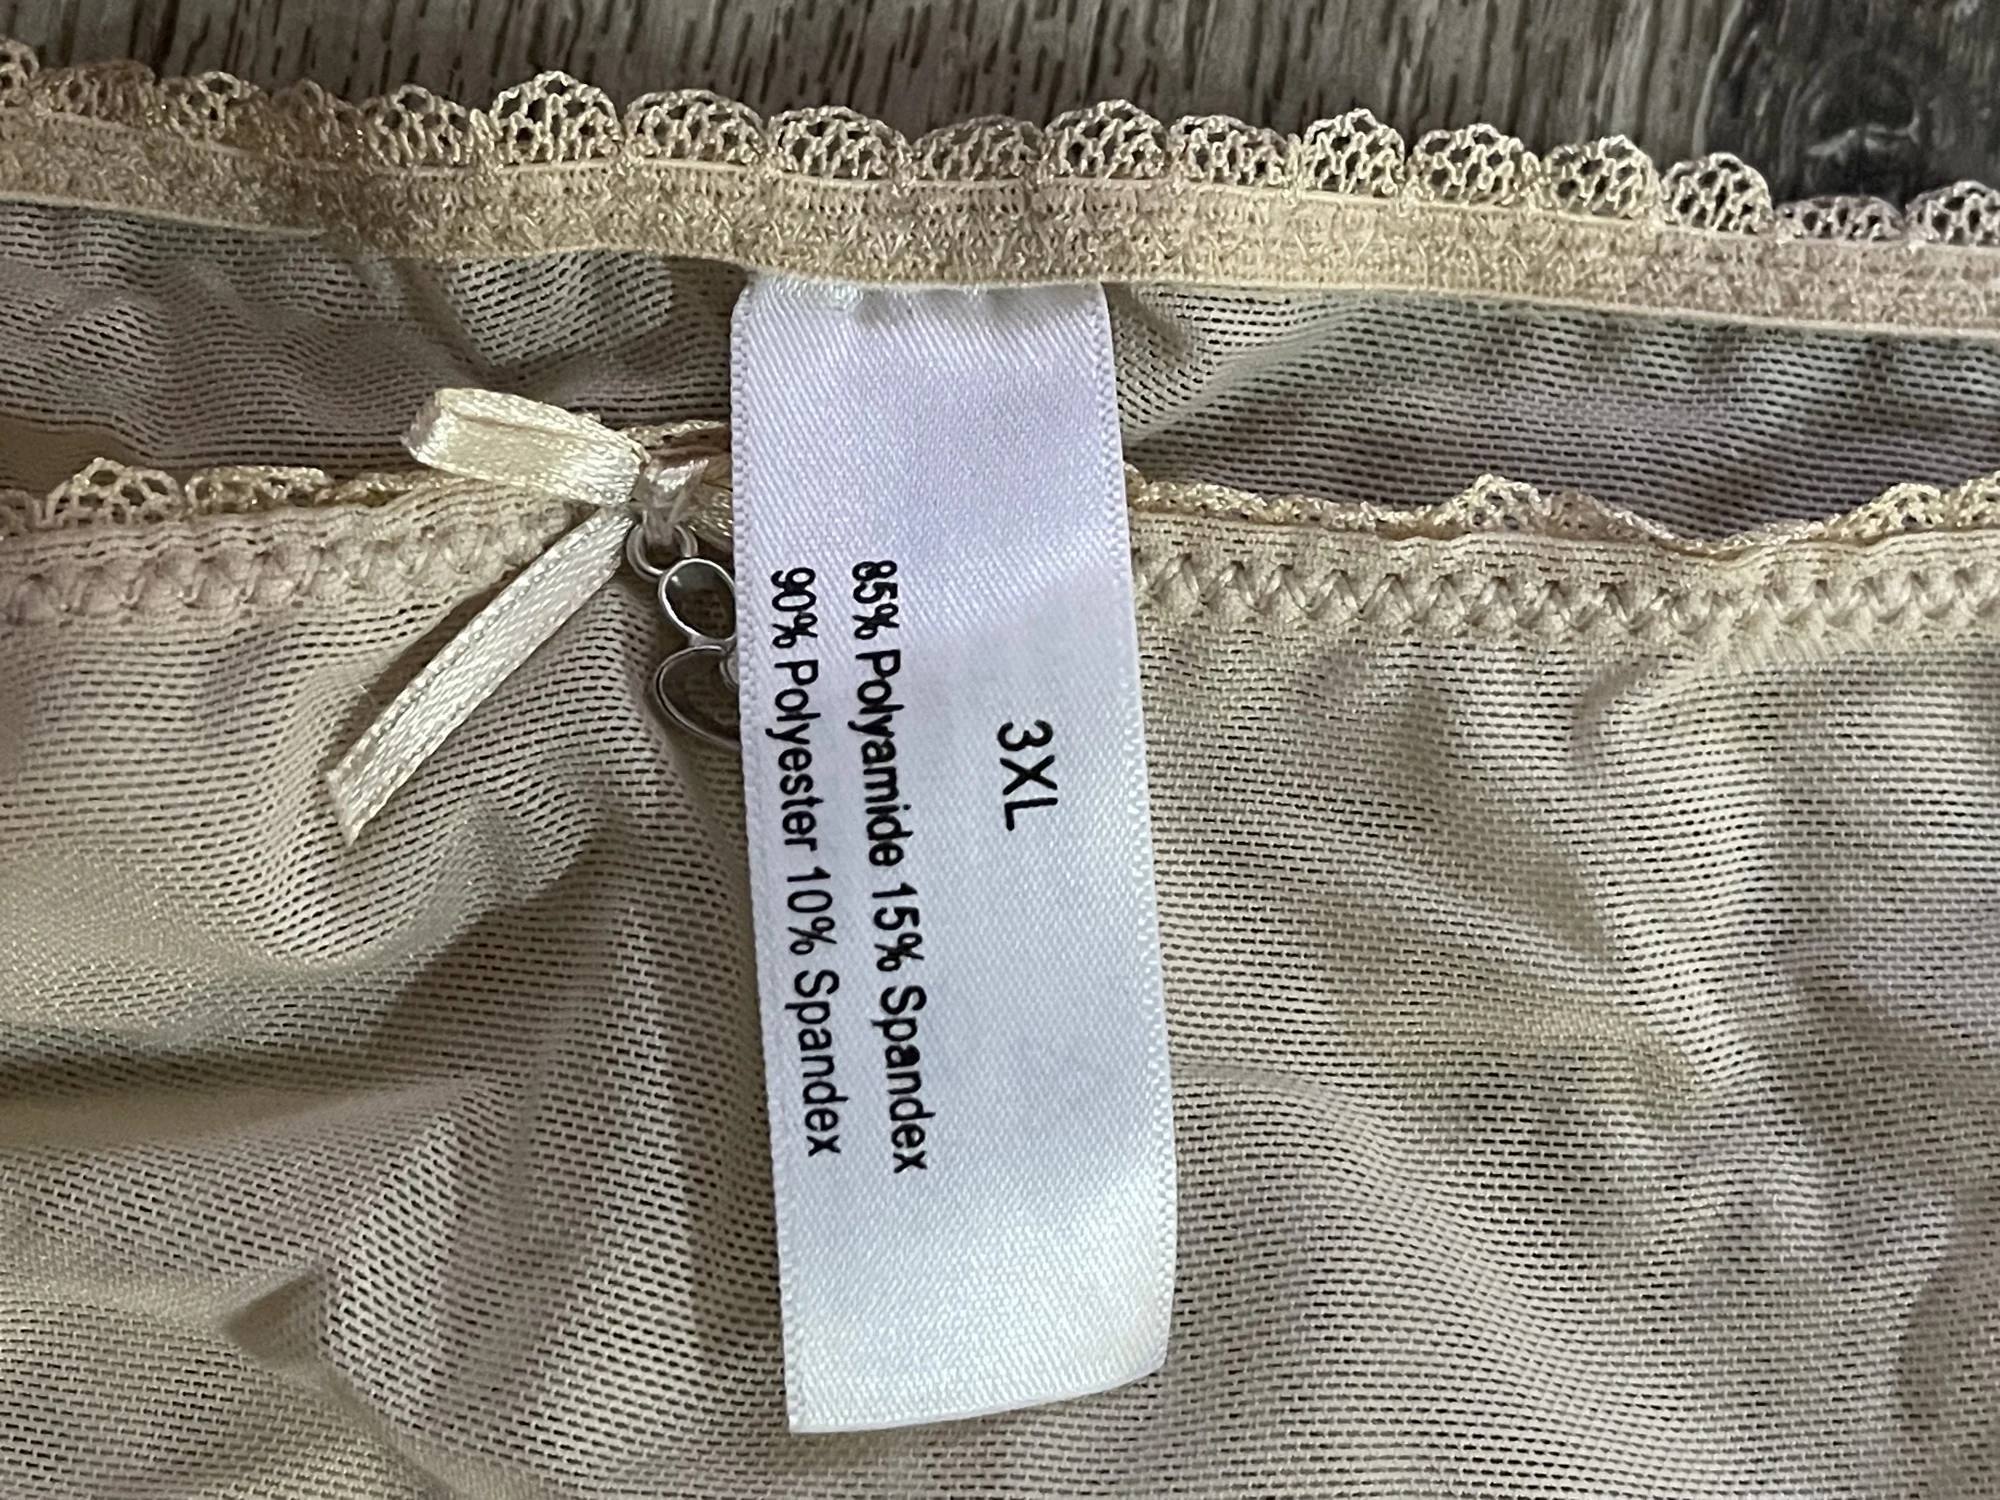 3XL
85% Polyamide 15% Spandex
90% Polyester 10% Spandex